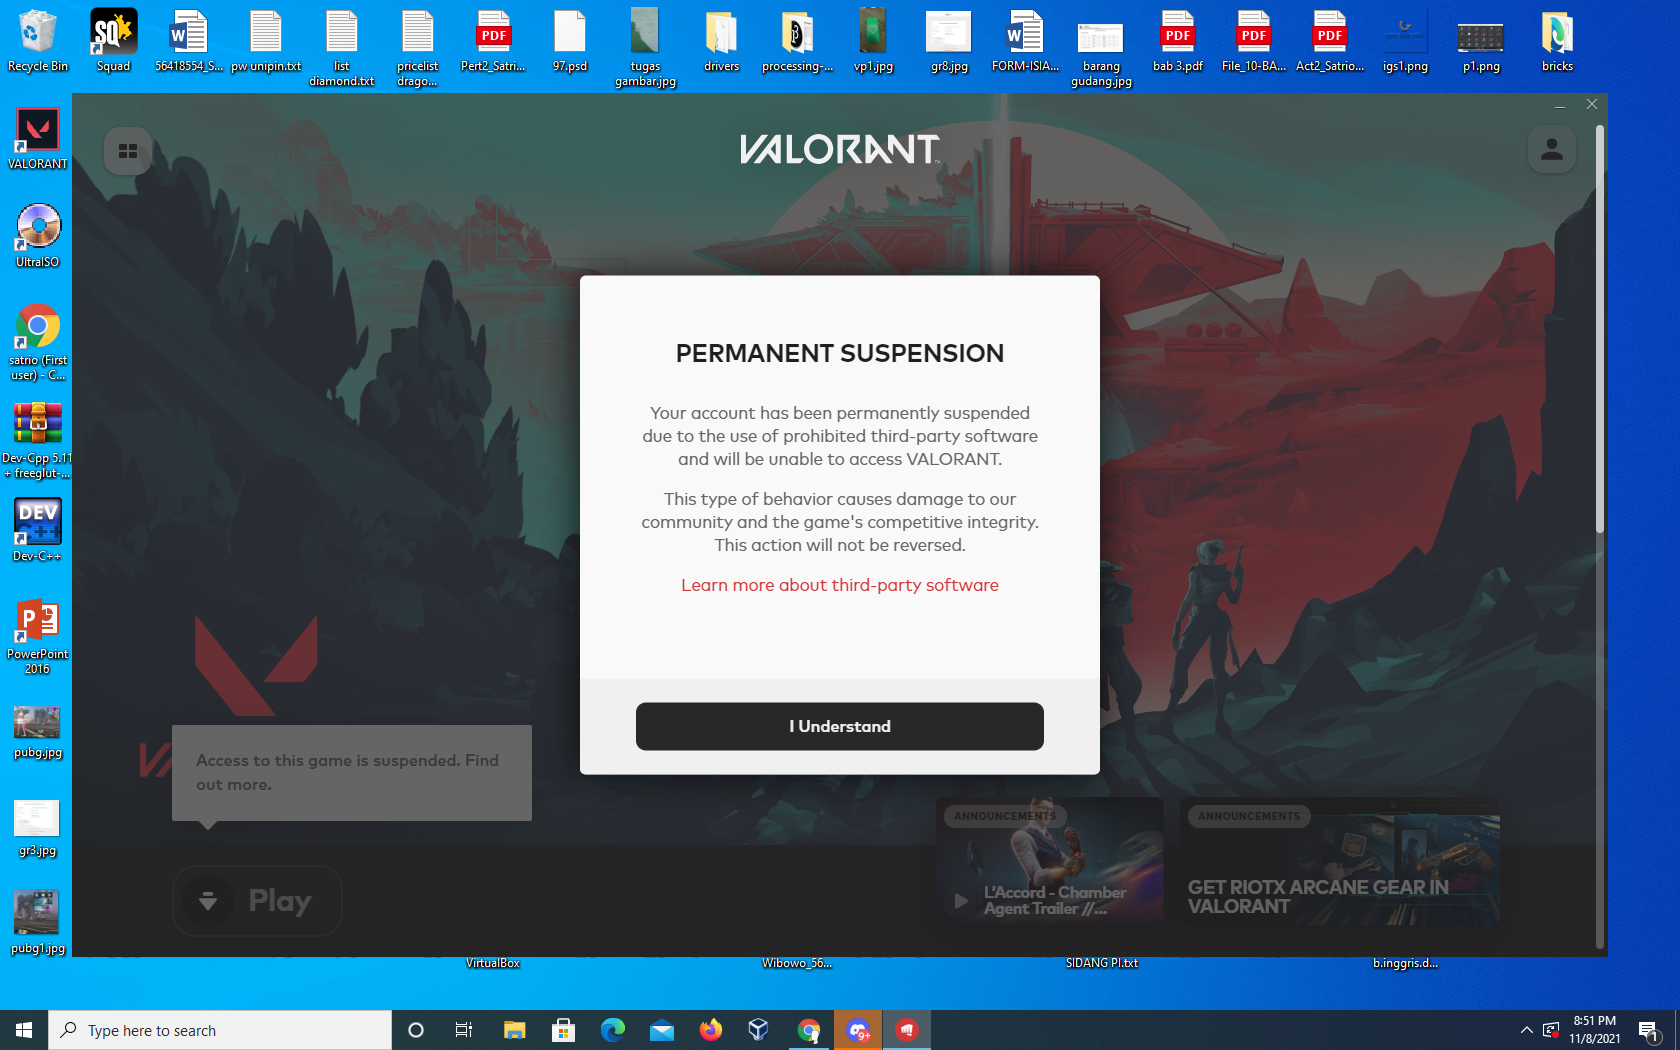 Recycle Bin
Squad
56418554_S...
pw unipin.txt
list
diamond.txt
pricelist
drago...
Pert2_Satri...
97.psd
tugas
gambar.jpg
drivers
processing-...
vp1.jpg
gr8.jpg
FORM-ISIA...
barang
gudang.jpg
bab 3.pdf
File_10-BA...
Act2_Satrio...
igs1.png
p1.png
bricks
VALORANT
UltraISO
satrio (First
user) - C...
Dev-Cpp 5.11
+ freeglut-...
DEV
C++
Dev-C++
PowerPoint
2016
pubg.jpg
gr3.jpg
pubg1.jpg
VALORANT
PERMANENT SUSPENSION
Your account has been permanently suspended
due to the use of prohibited third-party software
and will be unable to access VALORANT.
This type of behavior causes damage to our
community and the game's competitive integrity.
This action will not be reversed.
Learn more about third-party software
I Understand
Access to this game is suspended. Find
out more.
Play
ANNOUNCEMENTS
L'Accord - Chamber
Agent Trailer //...
ANNOUNCEMENTS
GET RIOTX ARCANE GEAR IN
VALORANT
VirtualBox
Wibowo_56...
SIDANG PI.txt
b.inggris.d...
Type here to search
9+
8:51 PM
11/8/2021
1